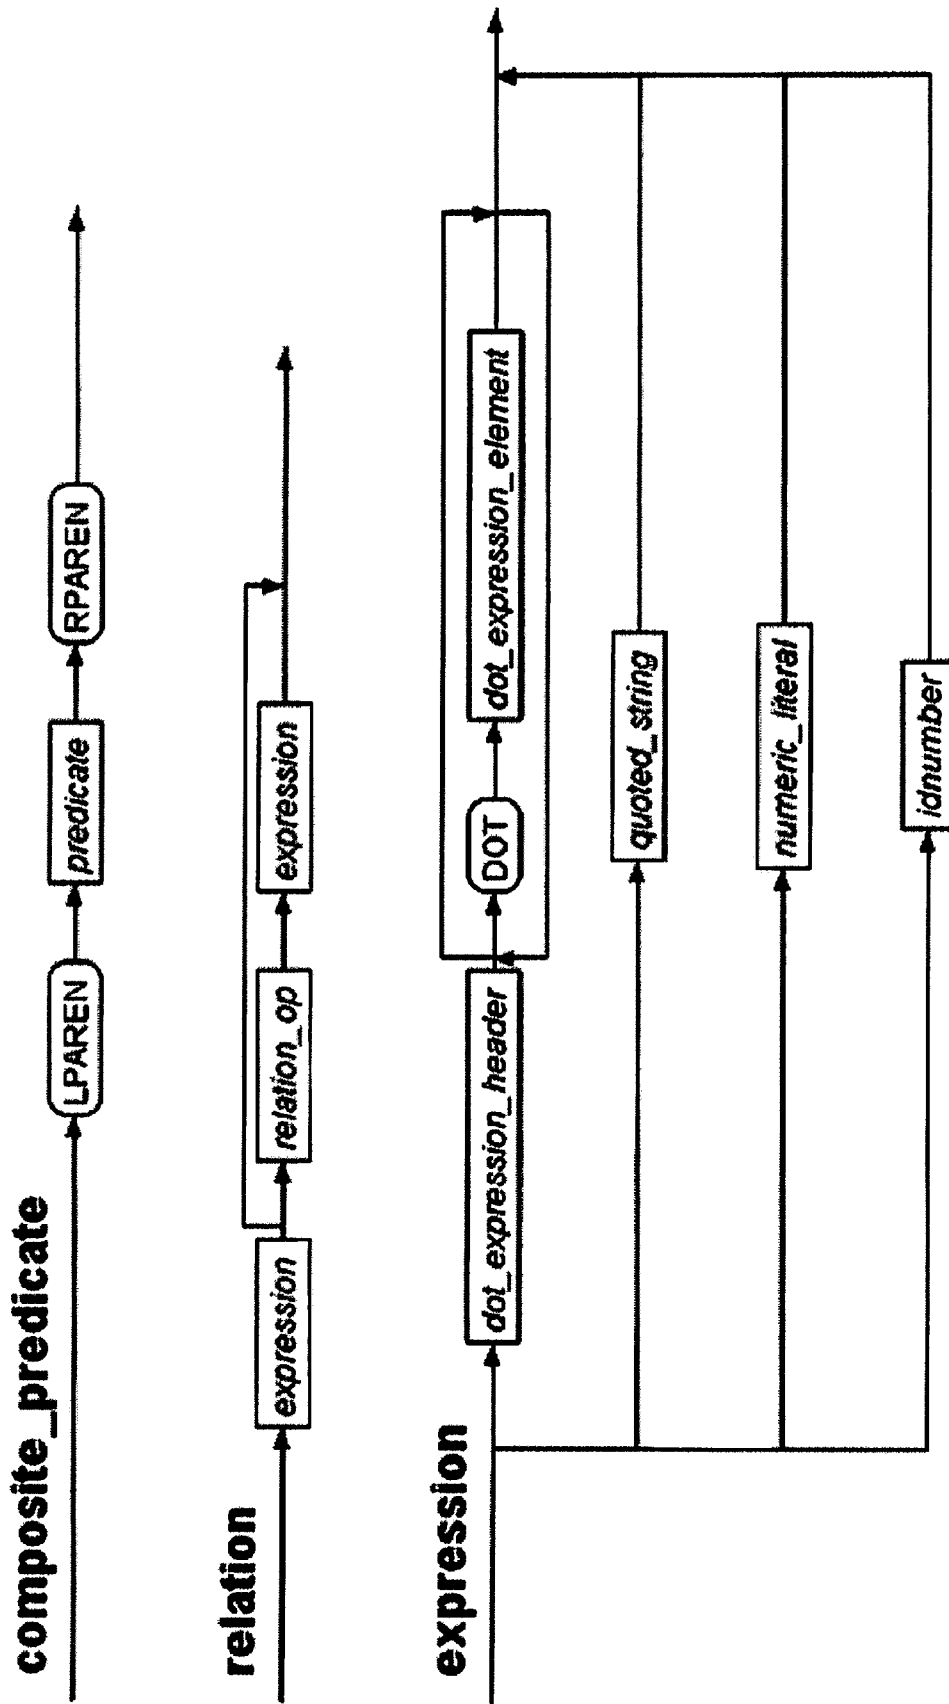 composite_predicate
LPAREN
predicate
RPAREN
relation
expression
relation_op
expression
expression
dot_expression_header
DOT
dot_expression_element
quoted_string
numeric_literal
idnumber